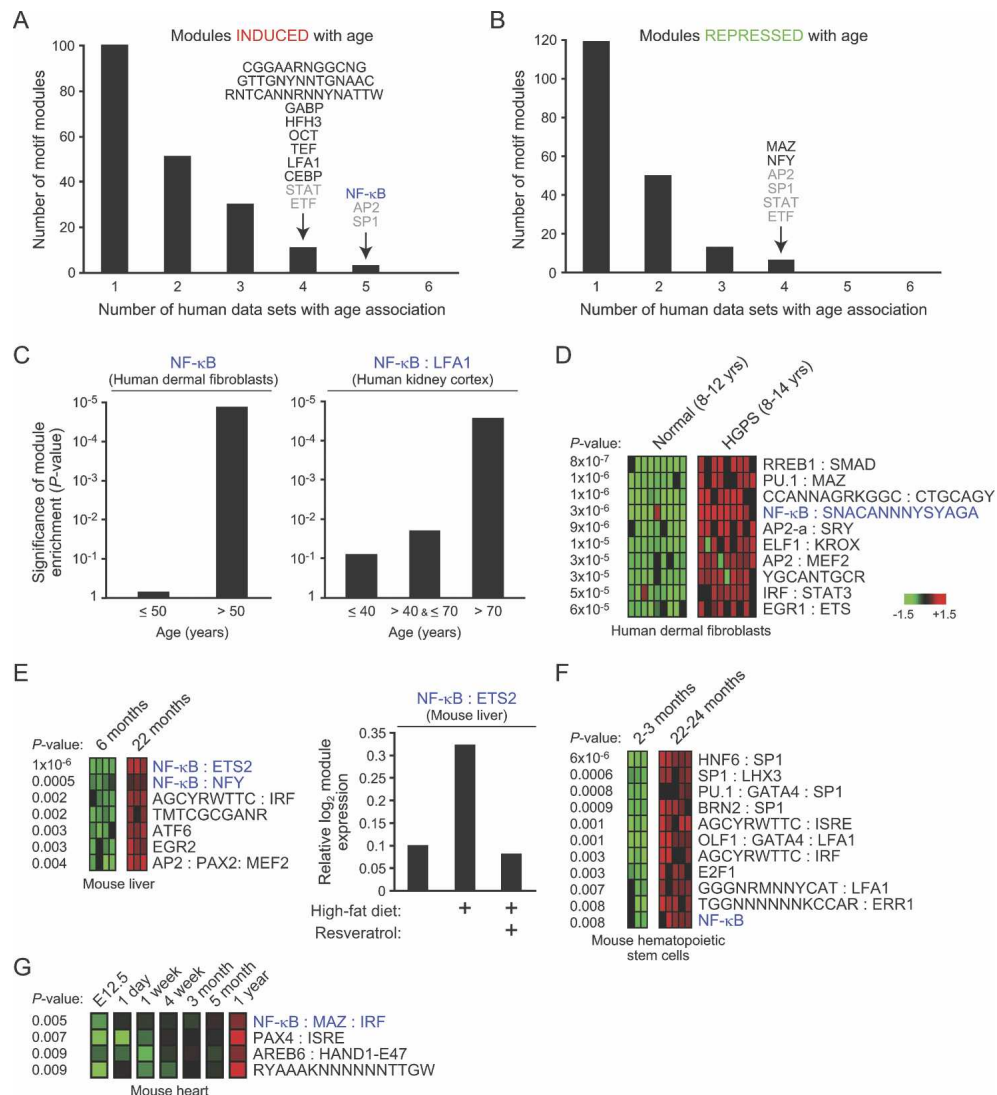 A
Modules INDUCED with age
Number of motif modules
100
80
60
40
20
0
CGGAARNGGCNG
GTTGNYNNTGNAAC
RNTCANNRNNYNATTW
GABP
HFH3
OCT
TEF
LFA1
CEBP
STAT
ETF
NF-κB
AP2
SP1
1 2 3 4 5 6
Number of human data sets with age association
B
Modules REPRESSED with age
Number of motif modules
120
100
80
60
40
20
0
MAZ
NFY
AP2
SP1
STAT
ETF
1 2 3 4 5 6
Number of human data sets with age association
C
NF-κB
(Human dermal fibroblasts)
Significance of module
enrichment (P-value)
10-5
10-4
10-2
10-1
1
≤ 50 > 50
Age (years)
NF-κB : LFA1
(Human kidney cortex)
10-5
10-4
10-2
10-1
1
≤ 40 > 40 & ≤ 70 > 70
Age (years)
D
Normal (8-12 yrs)
HGPS (8-14 yrs)
P-value:
8x10-7 RREB1 : SMAD
1x10-6 PU.1 : MAZ
1x10-6 CCANNAGRKGGC : CTGCAGY
3x10-6 NF-κB : SNACANNNYSYAGA
9x10-6 AP2-a : SRY
1x10-5 ELF1 : KROX
3x10-5 AP2 : MEF2
3x10-5 YGCANTGCR
5x10-5 IRF : STAT3
6x10-5 EGR1 : ETS
Human dermal fibroblasts
-1.5 +1.5
E
6 months
22 months
P-value:
1x10-6 NF-κB : ETS2
0.0005 NF-κB : NFY
0.002 AGCYRWTTC : IRF
0.002 TMTCGCGANR
0.003 ATF6
0.003 EGR2
0.004 AP2 : PAX2: MEF2
Mouse liver
NF-κB : ETS2
(Mouse liver)
Relative log2 module
expression
0.35
0.3
0.25
0.2
0.15
0.1
0.05
0
High-fat diet: + +
Resveratrol: +
F
2-3 months
22-24 months
P-value:
6x10-6 HNF6 : SP1
0.0006 SP1 : LHX3
0.0008 PU.1 : GATA4 : SP1
0.0009 BRN2 : SP1
0.001 AGCYRWTTC : ISRE
0.001 OLF1 : GATA4 : LFA1
0.003 AGCYRWTTC : IRF
0.003 E2F1
0.007 GGGNRMNNYCAT : LFA1
0.008 TGGNNNNNNKCCAR : ERR1
0.008 NF-κB
Mouse hematopoietic
stem cells
G
P-value:
E12.5
1 day
1 week
4 week
3 month
5 month
1 year
0.005 NF-κB : MAZ : IRF
0.007 PAX4 : ISRE
0.009 AREB6 : HAND1-E47
0.009 RYAAAKNNNNNNTTGW
Mouse heart